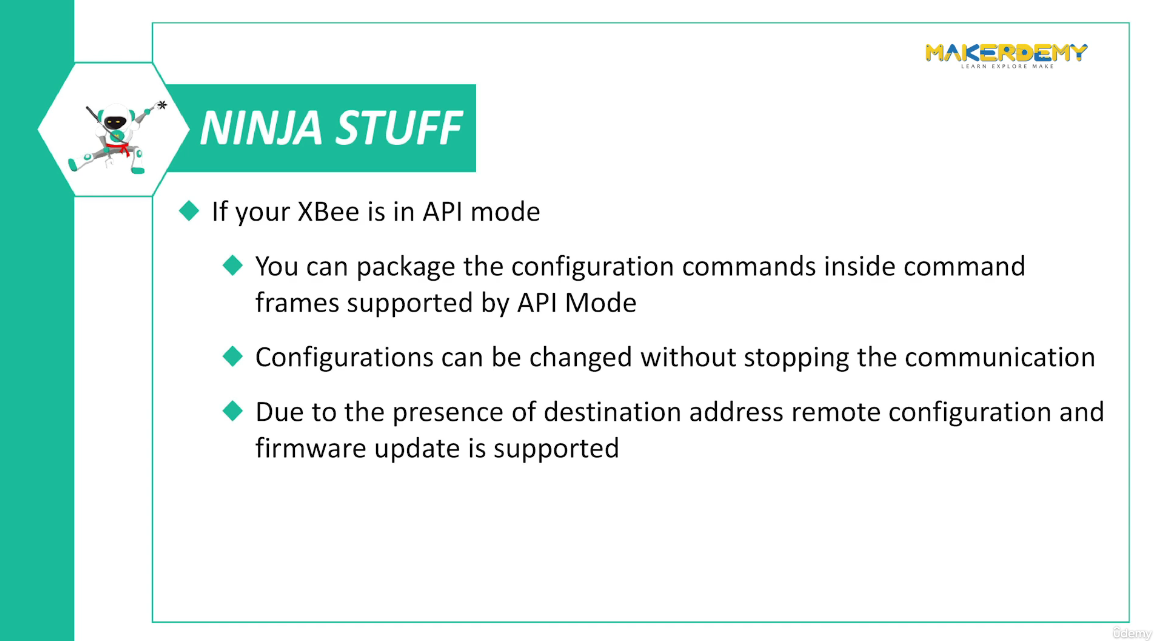 MAKERDEMY
LEARN EXPLORE MAKE
*
NINJA STUFF
If your XBee is in API mode
You can package the configuration commands inside command
frames supported by API Mode
Configurations can be changed without stopping the communication
Due to the presence of destination address remote configuration and
firmware update is supported
ûdemy